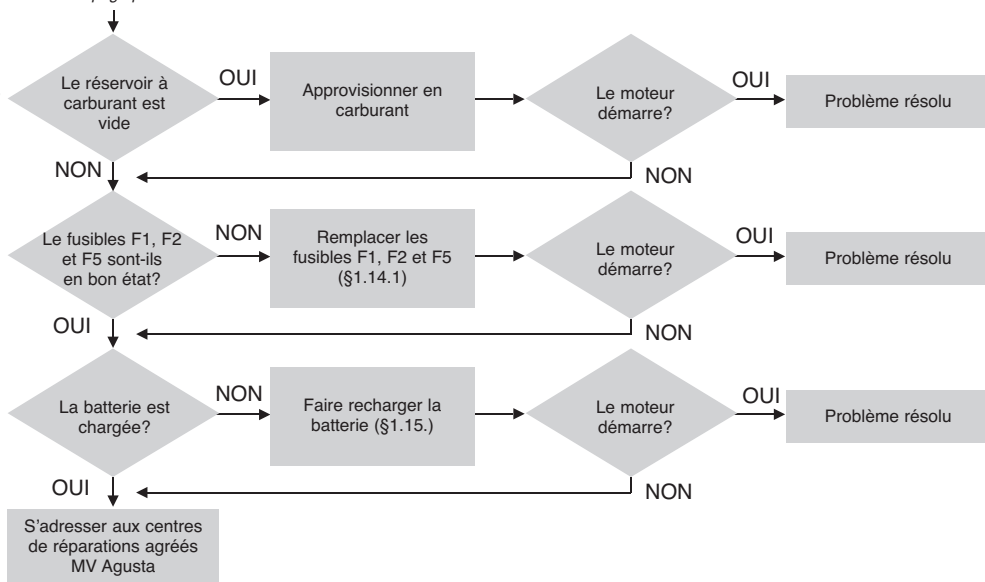 Le réservoir à
carburant est
vide
OUI
Approvisionner en
carburant
Le moteur
démarre?
OUI
Problème résolu
NON
NON
Le fusibles F1, F2
et F5 sont-ils
en bon état?
NON
Remplacer les
fusibles F1, F2 et F5
(§1.14.1)
Le moteur
démarre?
OUI
Problème résolu
OUI
NON
La batterie est
chargée?
NON
Faire recharger la
batterie (§1.15.)
Le moteur
démarre?
OUI
Problème résolu
OUI
NON
S'adresser aux centres
de réparations agréés
MV Agusta